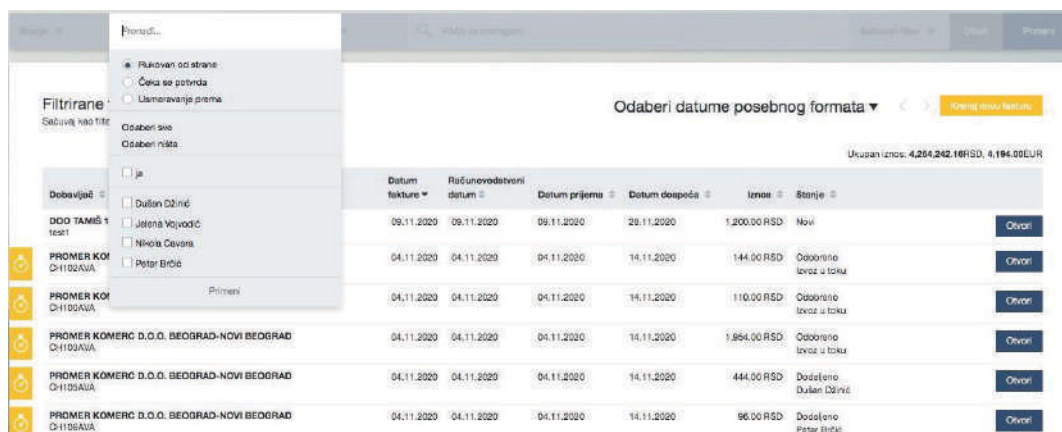 Stanje
Pronađi...
Otkaži
Primeni
Rukovan od strane
Čeka se potvrda
Usmeravanje prema
Odaberi sve
Odaberi ništa
ja
Dušan Džinić
Jelena Vojvodić
Nikola Cavara
Petar Brčić
Primeni
Filtrirane
Sačuvaj kao filte
Odaberi datume posebnog formata
Kreiraj novu fakturu
Ukupan iznos: 4,264,242.16RSD, 4,194.00EUR
Dobavljač Datum fakture Računovodstveni datum Datum prijema Datum dospeća Iznos Stanje
DOO TAMIŠ 1 09.11.2020 09.11.2020 09.11.2020 29.11.2020 1,200.00 RSD Novi Otvori
test1
PROMER KOM 04.11.2020 04.11.2020 04.11.2020 14.11.2020 144.00 RSD Odobreno Otvori
CH102AVA Izvoz u toku
PROMER KOM 04.11.2020 04.11.2020 04.11.2020 14.11.2020 110.00 RSD Odobreno Otvori
CH100AVA Izvoz u toku
PROMER KOMERC D.O.O. BEOGRAD-NOVI BEOGRAD 04.11.2020 04.11.2020 04.11.2020 14.11.2020 1,954.00 RSD Odobreno Otvori
CH103AVA Izvoz u toku
PROMER KOMERC D.O.O. BEOGRAD-NOVI BEOGRAD 04.11.2020 04.11.2020 04.11.2020 14.11.2020 444.00 RSD Dodeljeno Otvori
CH105AVA Dušan Džinić
PROMER KOMERC D.O.O. BEOGRAD-NOVI BEOGRAD 04.11.2020 04.11.2020 04.11.2020 14.11.2020 96.00 RSD Dodeljeno Otvori
CH106AVA Petar Brčić